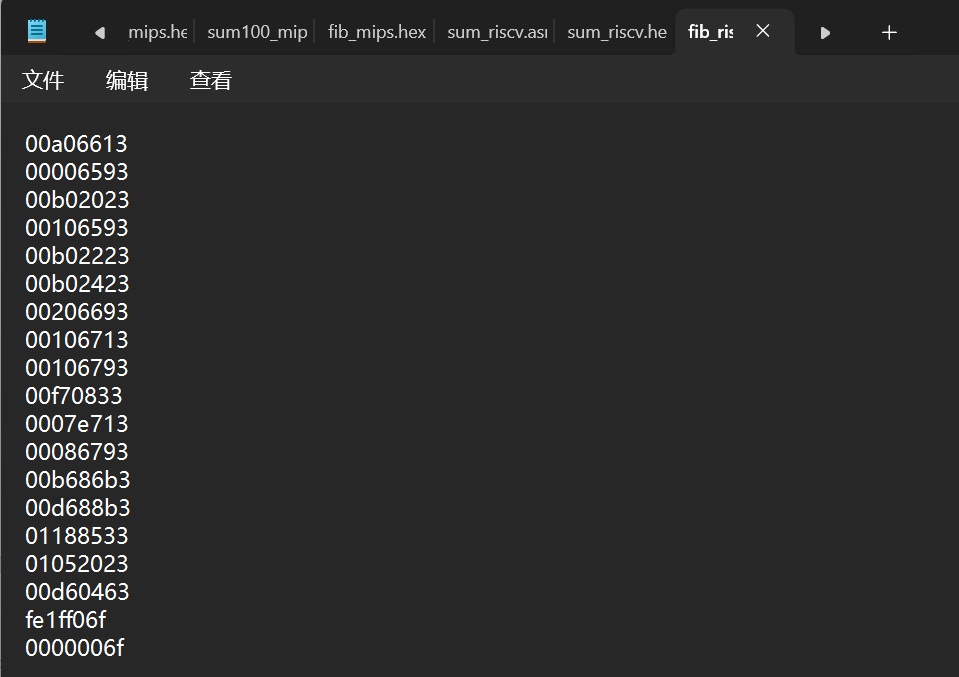 mips.he sum100_mip fib_mips.hex sum_riscv.asi sum_riscv.he fib_ris
文件 编辑 查看
00a06613
00006593
00b02023
00106593
00b02223
00b02423
00206693
00106713
00106793
00f70833
0007e713
00086793
00b686b3
00d688b3
01188533
01052023
00d60463
fe1ff06f
0000006f